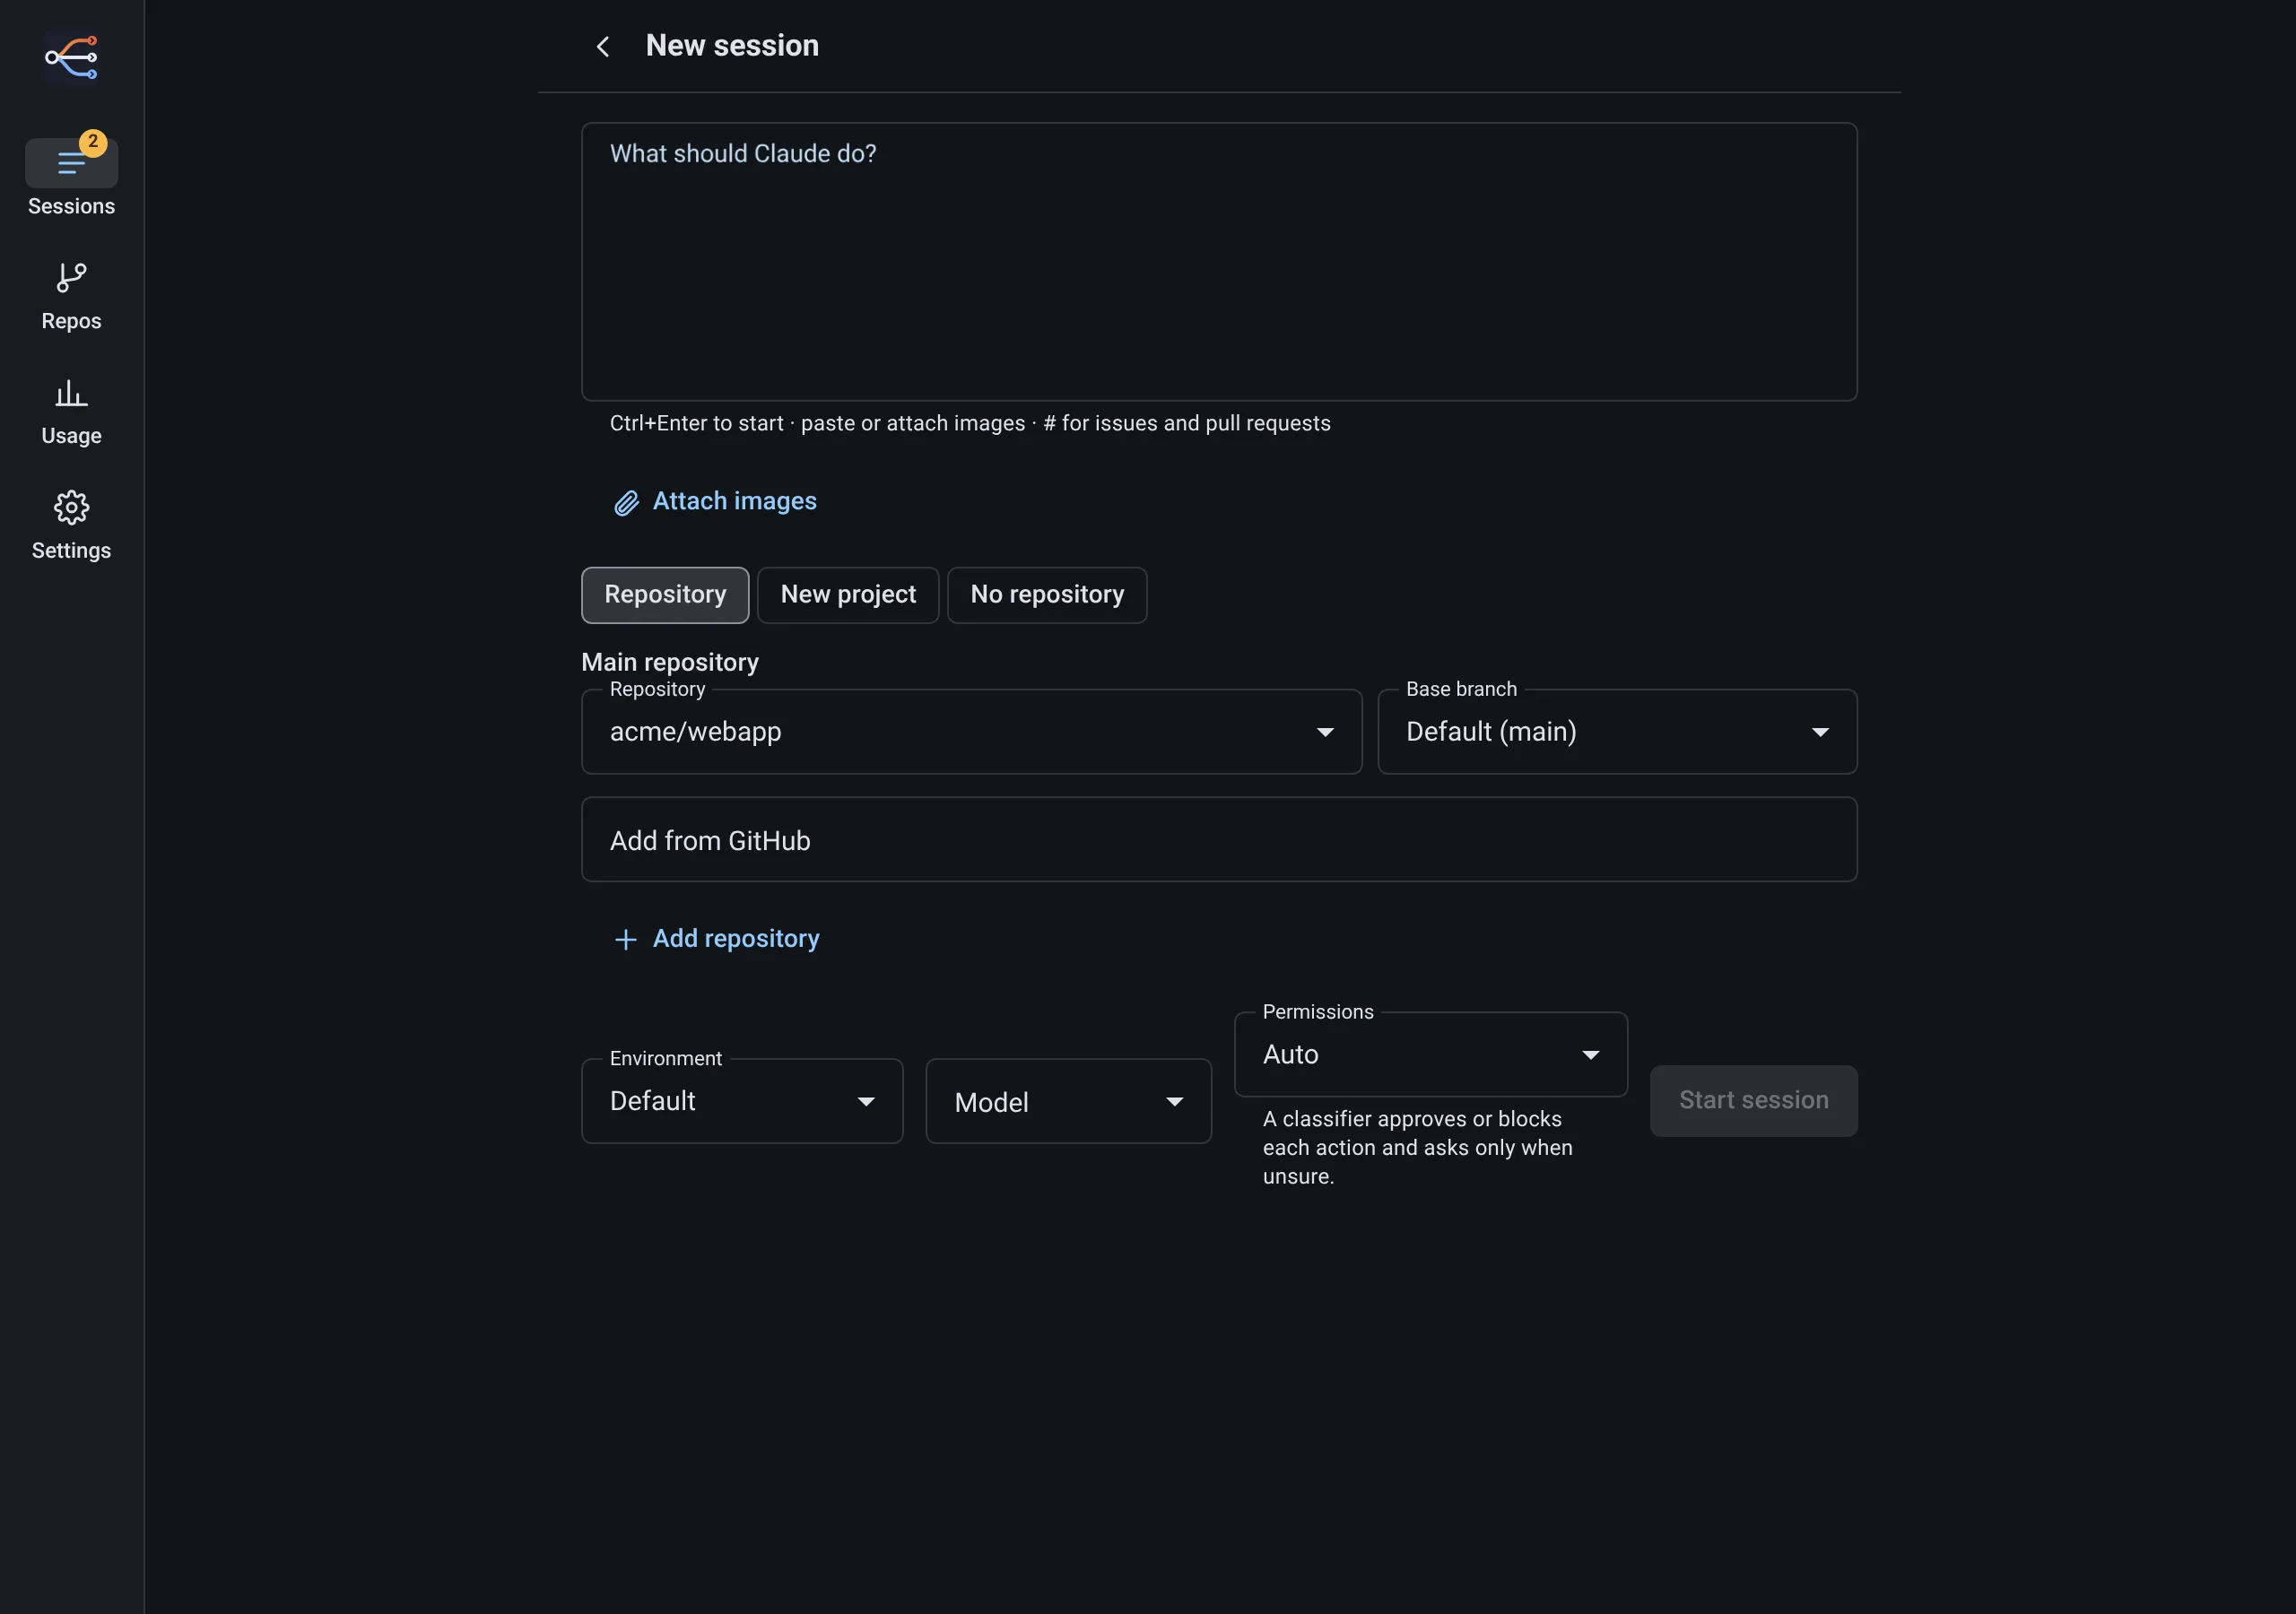 New session
2
Sessions
Repos
Usage
Settings
What should Claude do?
Ctrl+Enter to start · paste or attach images · # for issues and pull requests
Attach images
Repository
New project
No repository
Main repository
Repository
acme/webapp
Base branch
Default (main)
Add from GitHub
Add repository
Environment
Default
Model
Permissions
Auto
A classifier approves or blocks
each action and asks only when
unsure.
Start session